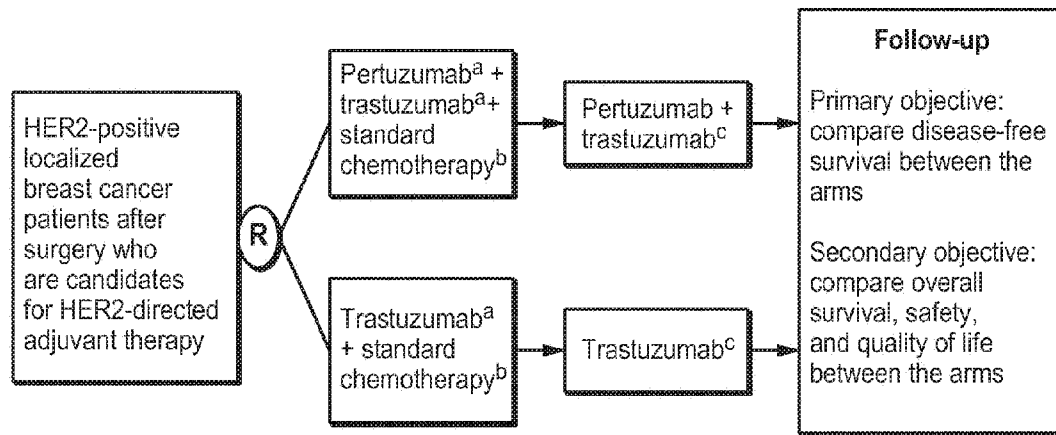 HER2-positive
localized
breast cancer
patients after
surgery who
are candidates
for HER2-directed
adjuvant therapy
R
Pertuzumabᵃ +
trastuzumabᵃ+
standard
chemotherapyᵇ
Pertuzumab +
trastuzumabᶜ
Trastuzumabᵃ
+ standard
chemotherapyᵇ
Trastuzumabᶜ
Follow-up
Primary objective:
compare disease-free
survival between the
arms
Secondary objective:
compare overall
survival, safety,
and quality of life
between the arms